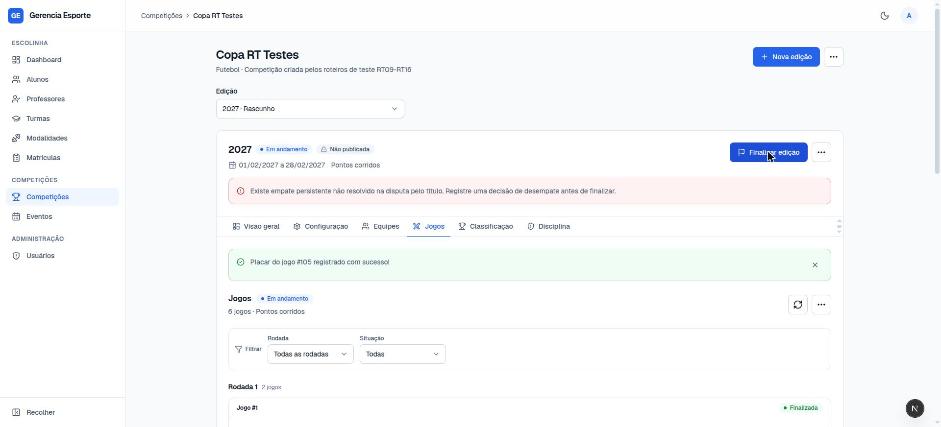 GE Gerencia Esporte
Competições > Copa RT Testes
A
ESCOLINHA
Dashboard
Alunos
Professores
Turmas
Modalidades
Matrículas
COMPETIÇÕES
Competições
Eventos
ADMINISTRAÇÃO
Usuários
Recolher
Copa RT Testes
Futebol · Competição criada pelos roteiros de teste RT09-RT16
Nova edição
Edição
2027 · Rascunho
2027 Em andamento Não publicada
Finalizar edição
01/02/2027 a 28/02/2027 · Pontos corridos
Existe empate persistente não resolvido na disputa pelo título. Registre uma decisão de desempate antes de finalizar.
Visão geral Configuração Equipes Jogos Classificação Disciplina
Placar do jogo #105 registrado com sucesso!
Jogos Em andamento
6 jogos · Pontos corridos
Filtrar
Rodada
Todas as rodadas
Situação
Todas
Rodada 1 2 jogos
Jogo #1
Finalizada
N